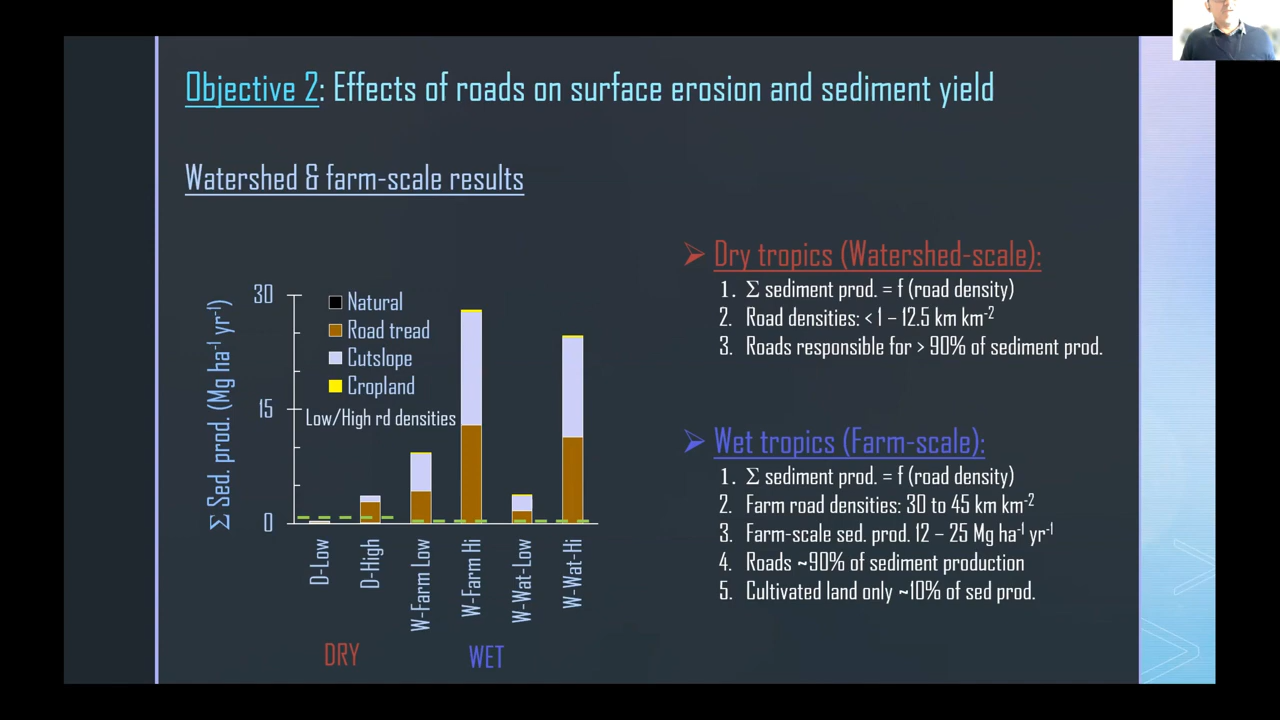 Objective 2: Effects of roads on surface erosion and sediment yield
Watershed & farm-scale results
Σ Sed. prod. (Mg ha-1 yr-1)
30
15
0
Natural
Road tread
Cutslope
Cropland
Low/High rd densities
D-Low
D-High
W-Farm Low
W-Farm Hi
W-Wat-Low
W-Wat-Hi
DRY
WET
Dry tropics (Watershed-scale):
1. Σ sediment prod. = f (road density)
2. Road densities: < 1 – 12.5 km km-2
3. Roads responsible for > 90% of sediment prod.
Wet tropics (Farm-scale):
1. Σ sediment prod. = f (road density)
2. Farm road densities: 30 to 45 km km-2
3. Farm-scale sed. prod. 12 – 25 Mg ha-1 yr-1
4. Roads ~90% of sediment production
5. Cultivated land only ~10% of sed prod.